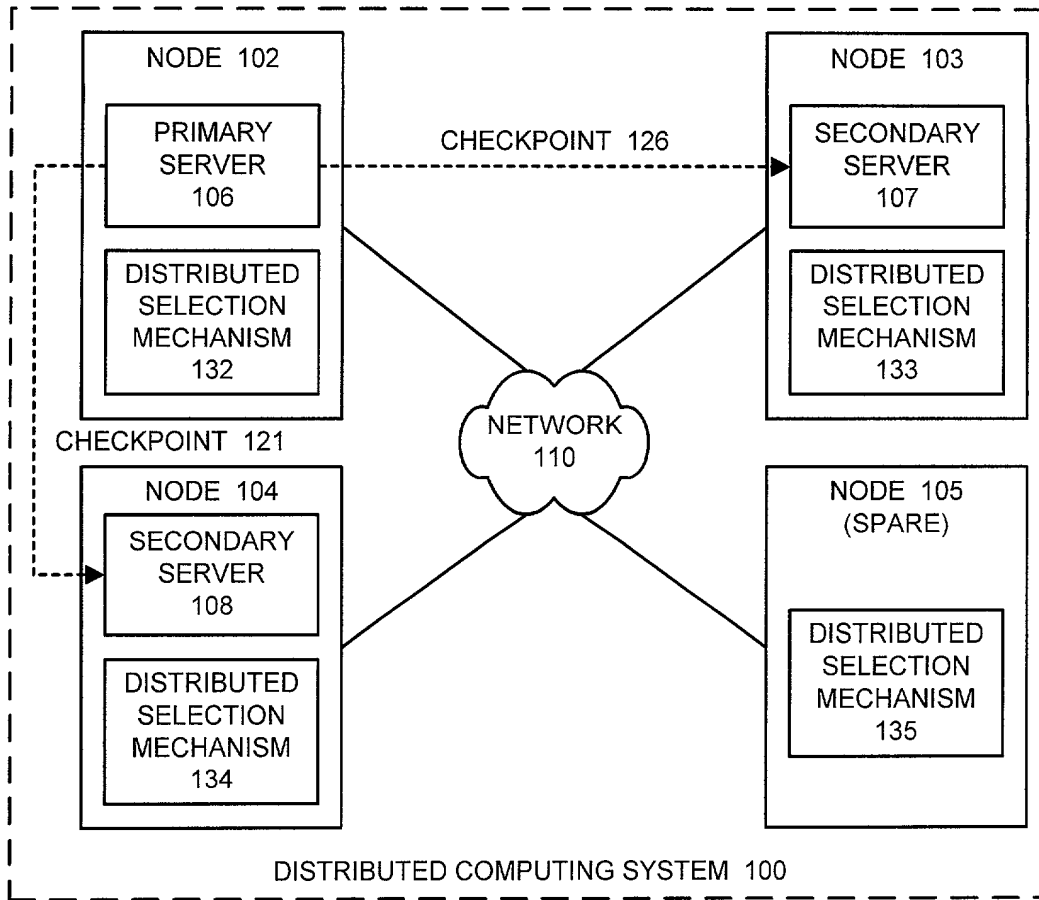 NODE 102
PRIMARY
SERVER
106
DISTRIBUTED
SELECTION
MECHANISM
132
CHECKPOINT 126
NODE 103
SECONDARY
SERVER
107
DISTRIBUTED
SELECTION
MECHANISM
133
NETWORK
110
CHECKPOINT 121
NODE 104
SECONDARY
SERVER
108
DISTRIBUTED
SELECTION
MECHANISM
134
NODE 105
(SPARE)
DISTRIBUTED
SELECTION
MECHANISM
135
DISTRIBUTED COMPUTING SYSTEM 100